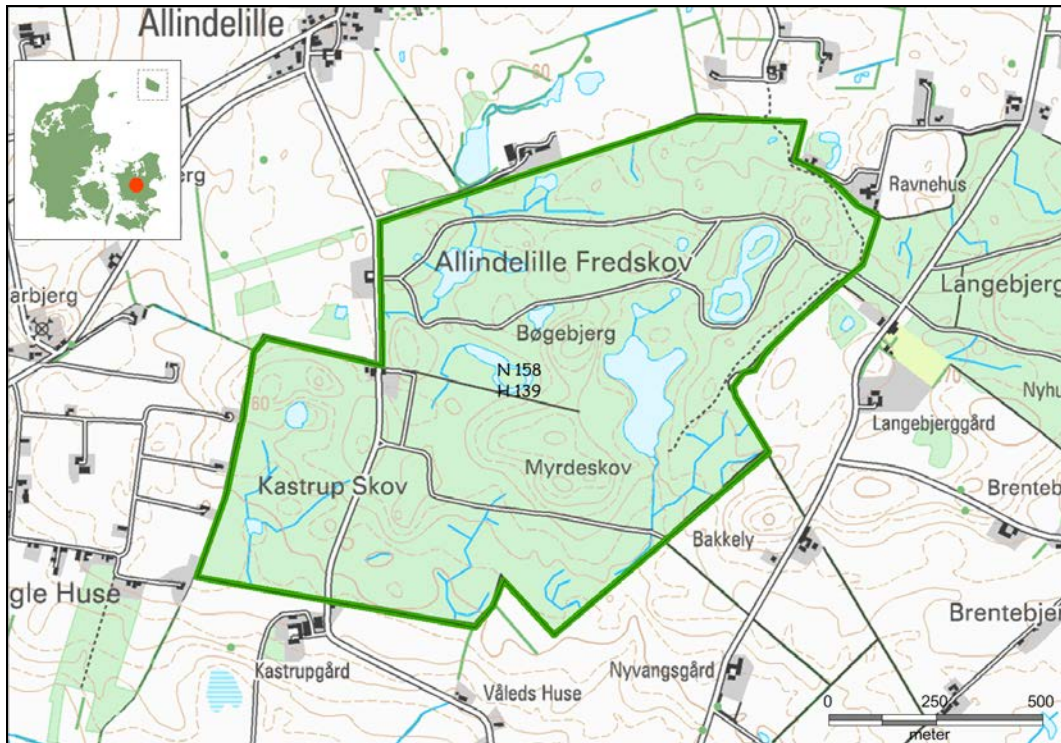 Allindelille
60
erg
Ravnehus
Allindelille Fredskov
Langebjerg
arbjerg
Bøgebjerg
N 158
H 139
70
Nyhu
60
Langebjerggård
Myrdeskov
Kastrup Skov
Brenteb
Bakkely
gle Huse
Brentebjer
Kastrupgård
Nyvangsgård
Våleds Huse
0 250 500
meter